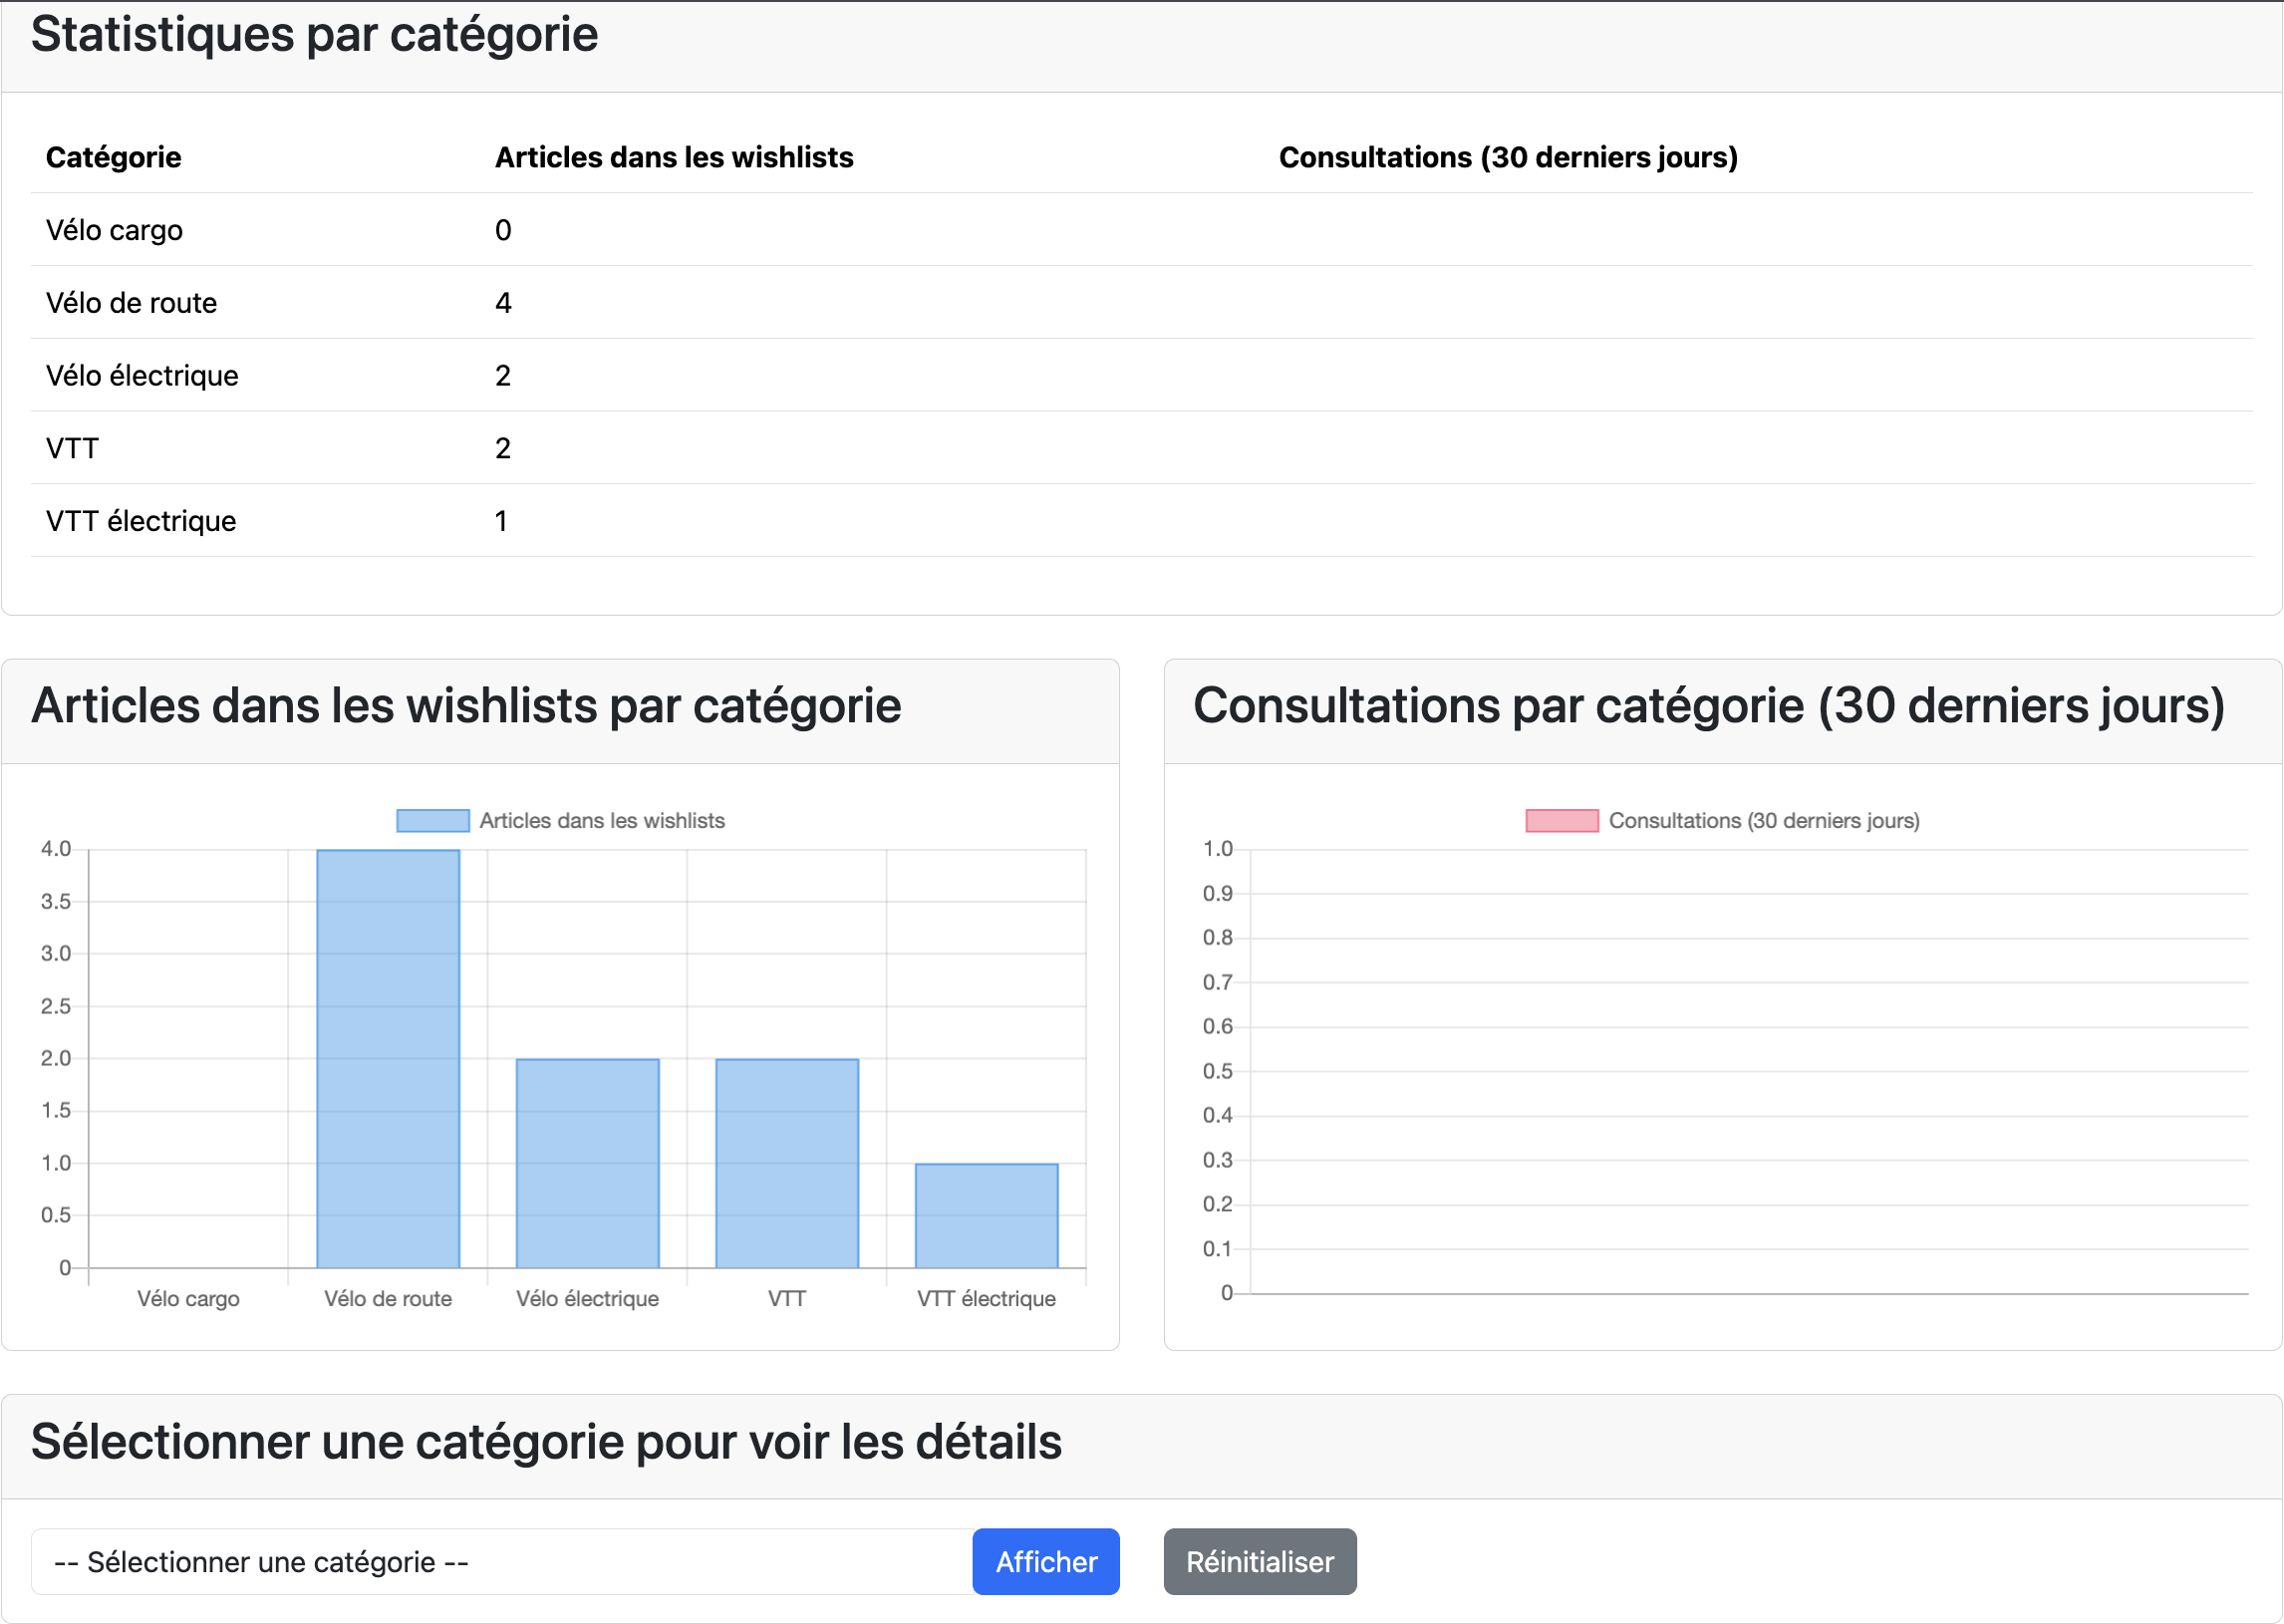 Statistiques par catégorie
Catégorie Articles dans les wishlists Consultations (30 derniers jours)
Vélo cargo 0
Vélo de route 4
Vélo électrique 2
VTT 2
VTT électrique 1
Articles dans les wishlists par catégorie
Articles dans les wishlists
4.0
3.5
3.0
2.5
2.0
1.5
1.0
0.5
0
Vélo cargo Vélo de route Vélo électrique VTT VTT électrique
Consultations par catégorie (30 derniers jours)
Consultations (30 derniers jours)
1.0
0.9
0.8
0.7
0.6
0.5
0.4
0.3
0.2
0.1
0
Sélectionner une catégorie pour voir les détails
-- Sélectionner une catégorie -- Afficher Réinitialiser